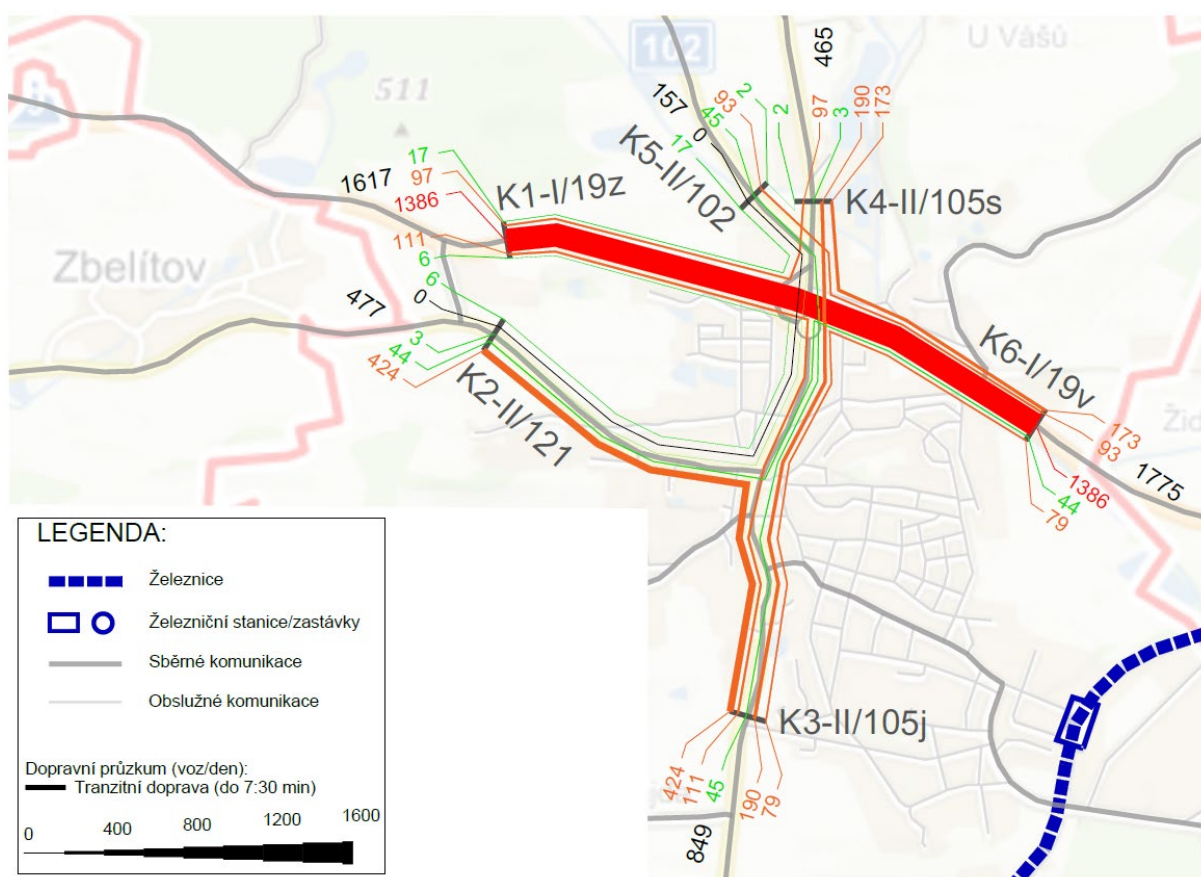 102
U Vášů
511
465
157
0
45
93
2
17
2
97
3
190
173
K5-II/102
K4-II/105s
17
97
1617
1386
111
6
K1-I/19z
Zbelítov
6
0
477
3
44
424
K2-II/121
K6-I/19v
173
93
1386
1775
44
79
Žid
K3-II/105j
424
111
45
190
79
849
LEGENDA:
Železnice
Železniční stanice/zastávky
Sběrné komunikace
Obslužné komunikace
Dopravní průzkum (voz/den):
Tranzitní doprava (do 7:30 min)
0 400 800 1200 1600